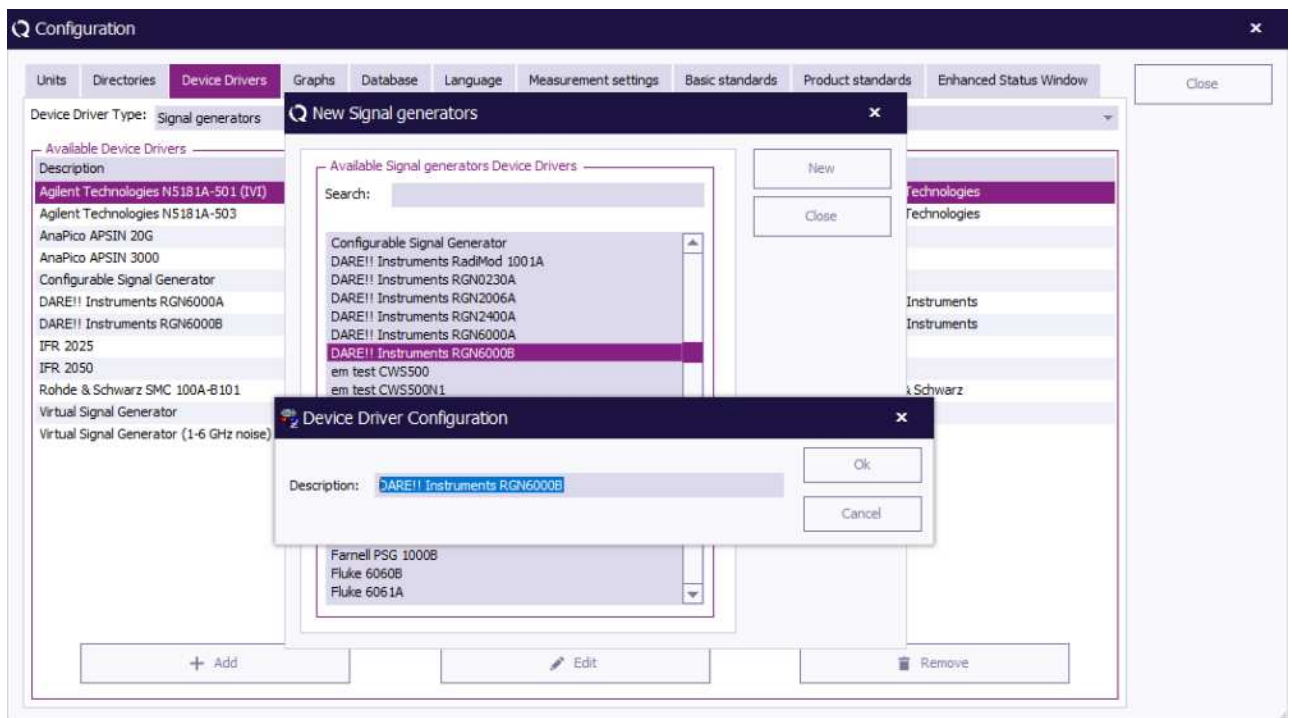 Configuration
Units Directories Device Drivers Graphs Database Language Measurement settings Basic standards Product standards Enhanced Status Window
Close
Device Driver Type: Signal generators
Available Device Drivers
Description
Agilent Technologies N5181A-501 (IVI)
Agilent Technologies N5181A-503
AnaPico APSIN 20G
AnaPico APSIN 3000
Configurable Signal Generator
DARE!! Instruments RGN6000A
DARE!! Instruments RGN6000B
IFR 2025
IFR 2050
Rohde & Schwarz SMC 100A-B101
Virtual Signal Generator
Virtual Signal Generator (1-6 GHz noise)
Technologies
Technologies
Instruments
Instruments
& Schwarz
New Signal generators
Available Signal generators Device Drivers
Search:
Configurable Signal Generator
DARE!! Instruments RadiMod 1001A
DARE!! Instruments RGN0230A
DARE!! Instruments RGN2006A
DARE!! Instruments RGN2400A
DARE!! Instruments RGN6000A
DARE!! Instruments RGN6000B
em test CWS500
em test CWS500N1
Farnell PSG 1000B
Fluke 6060B
Fluke 6061A
New
Close
Device Driver Configuration
Description: DARE!! Instruments RGN6000B
Ok
Cancel
+ Add
Edit
Remove